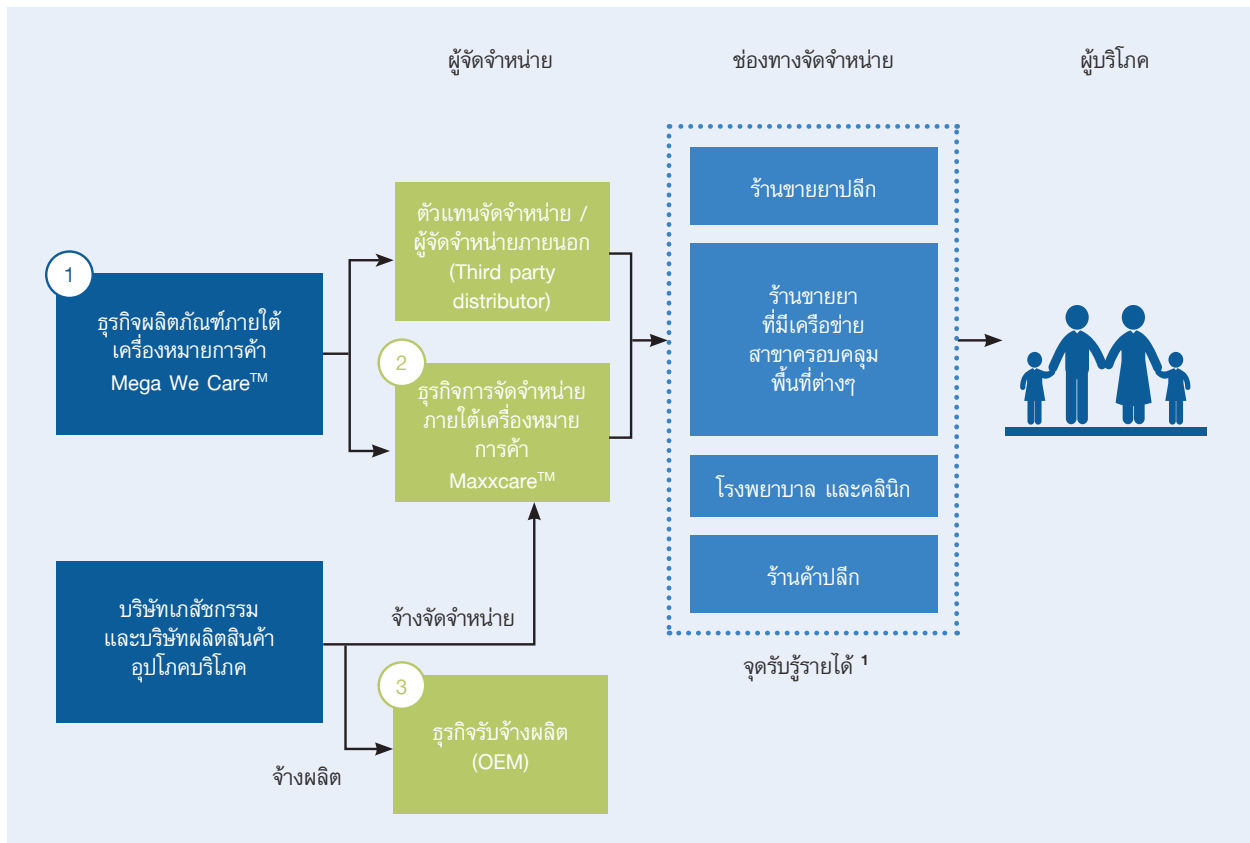 ผู้จัดจำหน่าย
ช่องทางจัดจำหน่าย
ผู้บริโภค
1
ธุรกิจผลิตภัณฑ์ภายใต้
เครื่องหมายการค้า
Mega We Care™
ตัวแทนจัดจำหน่าย /
ผู้จัดจำหน่ายภายนอก
(Third party
distributor)
2
ธุรกิจการจัดจำหน่าย
ภายใต้เครื่องหมาย
การค้า
Maxxcare™
ร้านขายยาปลีก
ร้านขายยา
ที่มีเครือข่าย
สาขาครอบคลุม
พื้นที่ต่างๆ
โรงพยาบาล และคลินิก
ร้านค้าปลีก
จุดรับรู้รายได้ ¹
บริษัทเภสัชกรรม
และบริษัทผลิตสินค้า
อุปโภคบริโภค
จ้างจัดจำหน่าย
จ้างผลิต
3
ธุรกิจรับจ้างผลิต
(OEM)